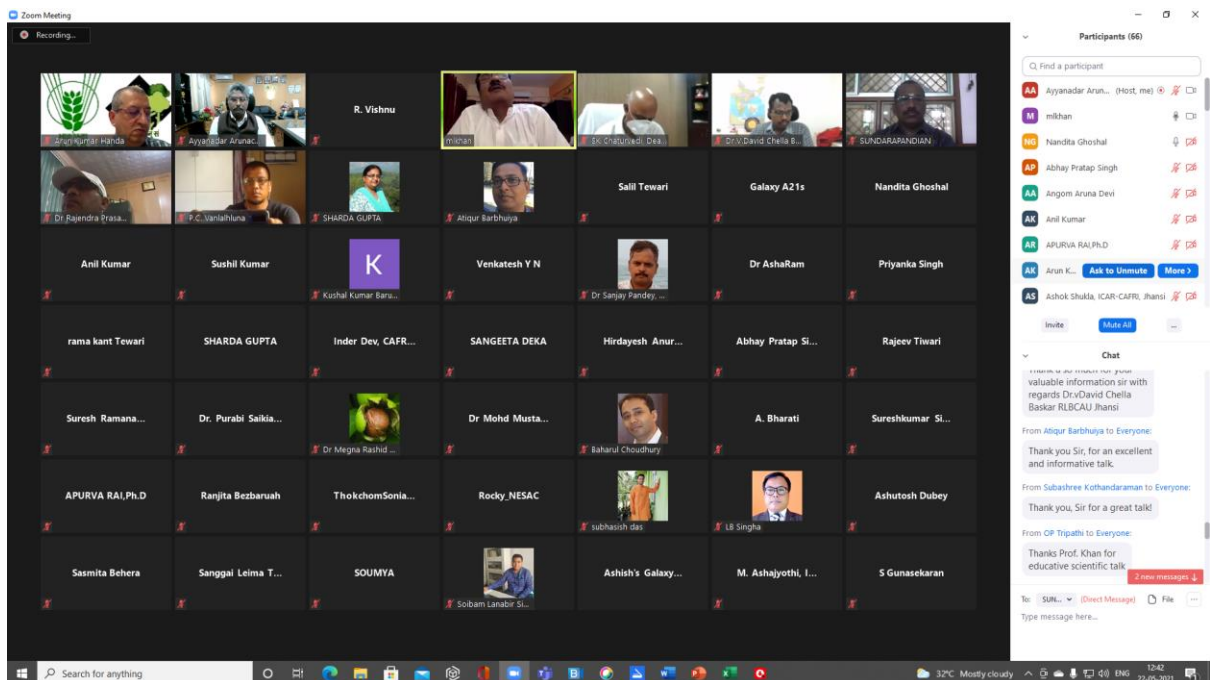 Zoom Meeting
Recording...
Arun Kumar Handa
Ayyanadar Arunac...
R. Vishnu
mlkhan
SK Chaturvedi, Dea...
Dr.V.David Chella B...
SUNDARAPANDIAN
Dr Rajendra Prasa...
P.C. Vanlalhluna
SHARDA GUPTA
Atiqur Barbhuiya
Salil Tewari
Galaxy A21s
Nandita Ghoshal
Anil Kumar
Sushil Kumar
K
Kushal Kumar Baru...
Venkatesh Y N
Dr Sanjay Pandey, ...
Dr AshaRam
Priyanka Singh
rama kant Tewari
SHARDA GUPTA
Inder Dev, CAFR...
SANGEETA DEKA
Hirdayesh Anur...
Abhay Pratap Si...
Rajeev Tiwari
Suresh Ramana...
Dr. Purabi Saikia...
Dr Megna Rashid ...
Dr Mohd Musta...
Baharul Choudhury
A. Bharati
Sureshkumar Si...
APURVA RAI,Ph.D
Ranjita Bezbaruah
ThokchomSonia...
Rocky_NESAC
subhasish das
LB Singha
Ashutosh Dubey
Sasmita Behera
Sanggai Leima T...
SOUMYA
Soibam Lanabir Si...
Ashish's Galaxy...
M. Ashajyothi, I...
S Gunasekaran
Participants (66)
Find a participant
AA Ayyanadar Arun... (Host, me)
M mlkhan
NG Nandita Ghoshal
AP Abhay Pratap Singh
AA Angom Aruna Devi
AK Anil Kumar
AR APURVA RAI,Ph.D
AK Arun K... Ask to Unmute More >
AS Ashok Shukla, ICAR-CAFRI, Jhansi
Invite Mute All ...
Chat
Thank u so much for your
valuable information sir with
regards Dr.vDavid Chella
Baskar RLBCAU Jhansi
From Atiqur Barbhuiya to Everyone:
Thank you Sir, for an excellent
and informative talk.
From Subashree Kothandaraman to Everyone:
Thank you, Sir for a great talk!
From OP Tripathi to Everyone:
Thanks Prof. Khan for
educative scientific talk
2 new messages
To: SUN... (Direct Message) File ...
Type message here...
Search for anything
32°C Mostly cloudy
ENG
12:42
22-05-2021